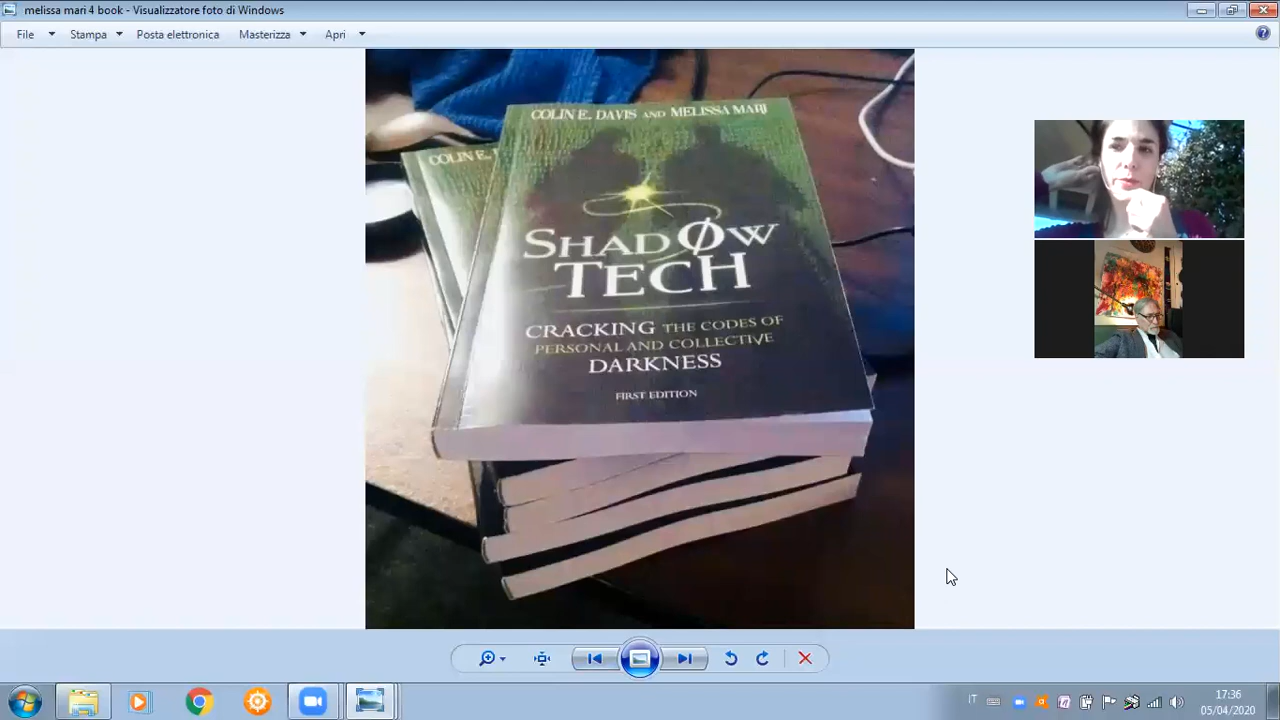 melissa mari 4 book - Visualizzatore foto di Windows
File Stampa Posta elettronica Masterizza Apri
COLIN E. DAVIS AND MELISSA MARI
COLIN E.
SHADØW
TECH
CRACKING THE CODES OF
PERSONAL AND COLLECTIVE
DARKNESS
FIRST EDITION
IT
17:36
05/04/2020